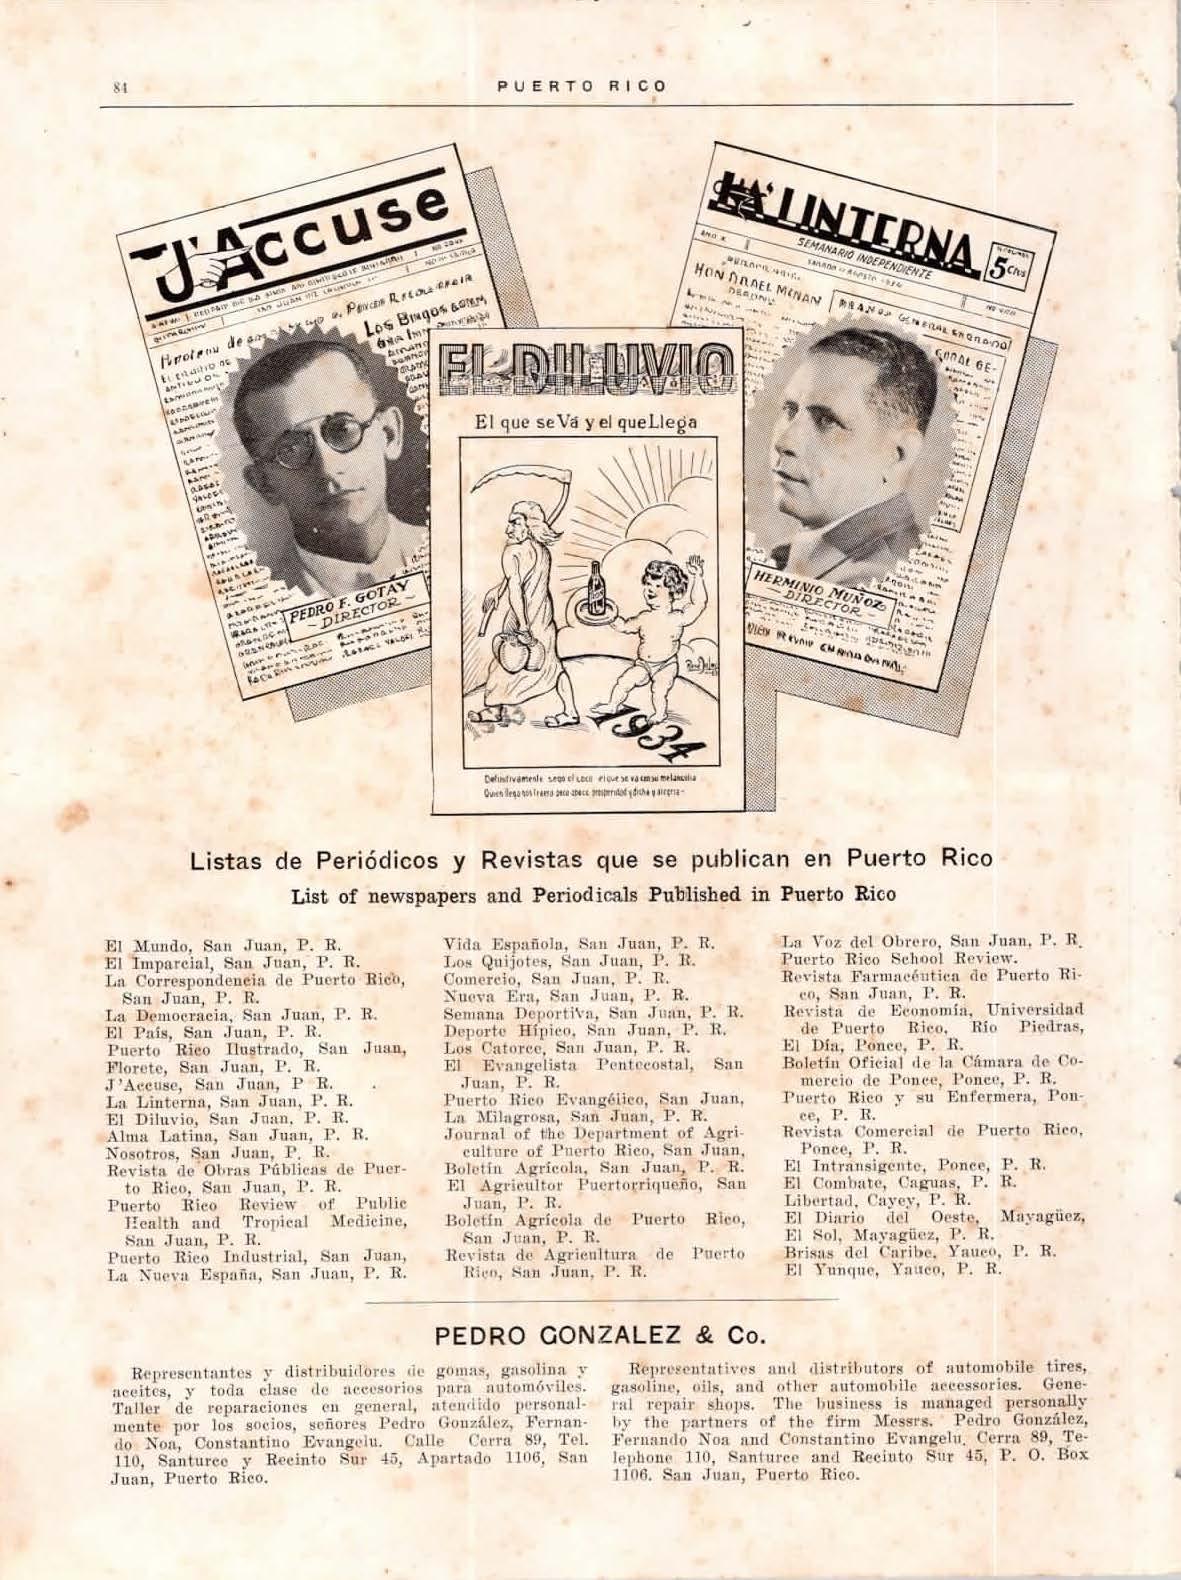 84
PUERTO RICO
J'Accuse
LA LINTERNA
SEMANARIO INDEPENDIENTE
5 Ctvs
Los Bingos
HON RAFAEL MENAN
PEDRO F. GOTAY
- DIRECTOR -
HERMINIO MUÑOZ
- DIRECTOR -
EL DILUVIO
El que se Vá y el que Llega
1933
1934
Listas de Periódicos y Revistas que se publican en Puerto Rico
List of newspapers and Periodicals Published in Puerto Rico
El Mundo, San Juan, P. R.
El Imparcial, San Juan, P. R.
La Correspondencia de Puerto Rico,
San Juan, P. R.
La Democracia, San Juan, P. R.
El País, San Juan, P. R.
Puerto Rico Ilustrado, San Juan,
Florete, San Juan, P. R.
J'Accuse, San Juan, P R.
La Linterna, San Juan, P. R.
El Diluvio, San Juan, P. R.
Alma Latina, San Juan, P. R.
Nosotros, San Juan, P. R.
Revista de Obras Públicas de Puer-
to Rico, San Juan, P. R.
Puerto Rico Review of Public
Health and Tropical Medicine,
San Juan, P. R.
Puerto Rico Industrial, San Juan,
La Nueva España, San Juan, P. R.
Vida Española, San Juan, P. R.
Los Quijotes, San Juan, P. R.
Comercio, San Juan, P. R.
Nueva Era, San Juan, P. R.
Semana Deportiva, San Juan, P. R.
Deporte Hípico, San Juan, P. R.
Los Catorce, San Juan, P. R.
El Evangelista Pentecostal, San
Juan, P. R.
Puerto Rico Evangélico, San Juan,
La Milagrosa, San Juan, P. R.
Journal of the Department of Agri-
culture of Puerto Rico, San Juan,
Boletín Agrícola, San Juan, P. R.
El Agricultor Puertorriqueño, San
Juan, P. R.
Boletín Agrícola de Puerto Rico,
San Juan, P. R.
Revista de Agricultura de Puerto
Rico, San Juan, P. R.
La Voz del Obrero, San Juan, P. R.
Puerto Rico School Review.
Revista Farmacéutica de Puerto Ri-
co, San Juan, P. R.
Revista de Economía, Universidad
de Puerto Rico, Río Piedras,
El Día, Ponce, P. R.
Boletín Oficial de la Cámara de Co-
mercio de Ponce, Ponce, P. R.
Puerto Rico y su Enfermera, Pon-
ce, P. R.
Revista Comercial de Puerto Rico,
Ponce, P. R.
El Intransigente, Ponce, P. R.
El Combate, Caguas, P. R.
Libertad, Cayey, P. R.
El Diario del Oeste, Mayagüez,
El Sol, Mayagüez, P. R.
Brisas del Caribe, Yauco, P. R.
El Yunque, Yauco, P. R.
PEDRO GONZALEZ & Co.
Representantes y distribuidores de gomas, gasolina y
aceites, y toda clase de accesorios para automóviles.
Taller de reparaciones en general, atendido personal-
mente por los socios, señores Pedro González, Fernan-
do Noa, Constantino Evangelu. Calle Cerra 89, Tel.
110, Santurce y Recinto Sur 45, Apartado 1106, San
Juan, Puerto Rico.
Representatives and distributors of automobile tires,
gasoline, oils, and other automobile accessories. Gene-
ral repair shops. The business is managed personally
by the partners of the firm Messrs. Pedro González,
Fernando Noa and Constantino Evangelu. Cerra 89, Te-
lephone 110, Santurce and Recinto Sur 45, P. O. Box
1106. San Juan, Puerto Rico.